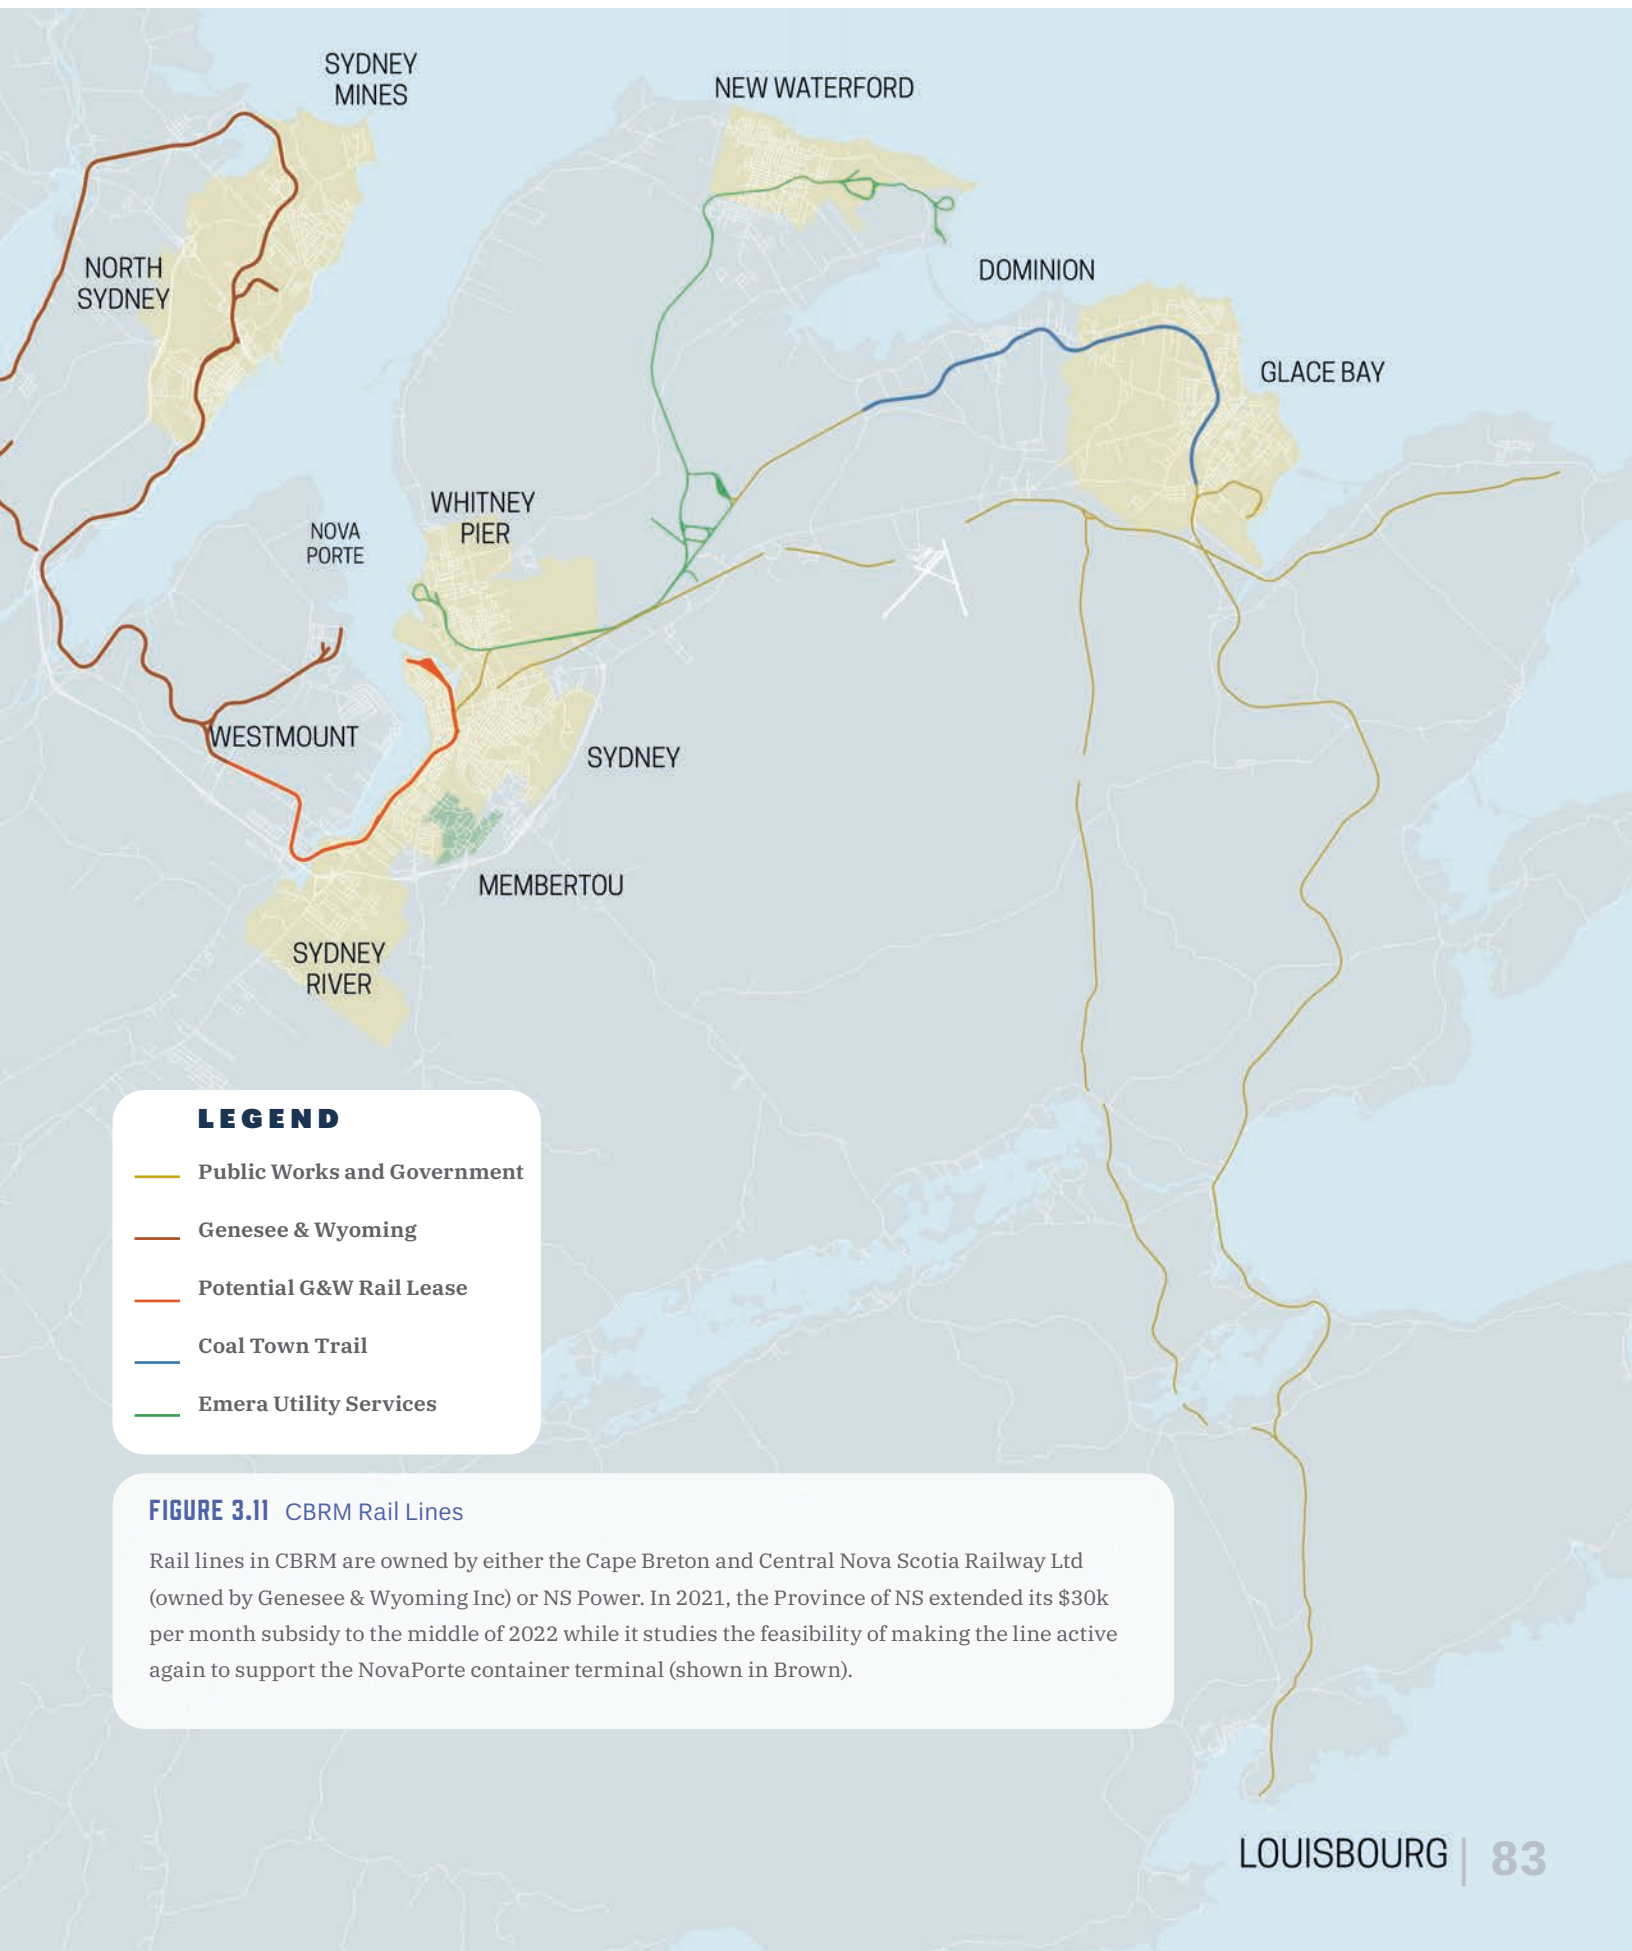 SYDNEY
MINES
NEW WATERFORD
NORTH
SYDNEY
DOMINION
GLACE BAY
WHITNEY
PIER
NOVA
PORTE
WESTMOUNT
SYDNEY
MEMBERTOU
SYDNEY
RIVER
LEGEND
Public Works and Government
Genesee & Wyoming
Potential G&W Rail Lease
Coal Town Trail
Emera Utility Services
FIGURE 3.11 CBRM Rail Lines
Rail lines in CBRM are owned by either the Cape Breton and Central Nova Scotia Railway Ltd
(owned by Genesee & Wyoming Inc) or NS Power. In 2021, the Province of NS extended its $30k
per month subsidy to the middle of 2022 while it studies the feasibility of making the line active
again to support the NovaPorte container terminal (shown in Brown).
LOUISBOURG | 83